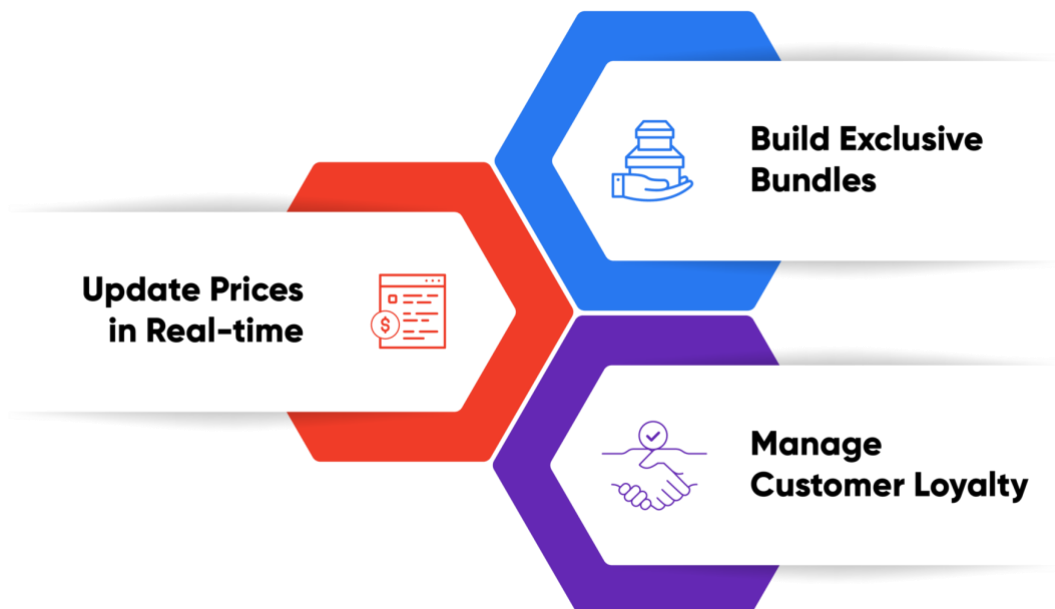 Build Exclusive
Bundles
Update Prices
in Real-time
$
Manage
Customer Loyalty